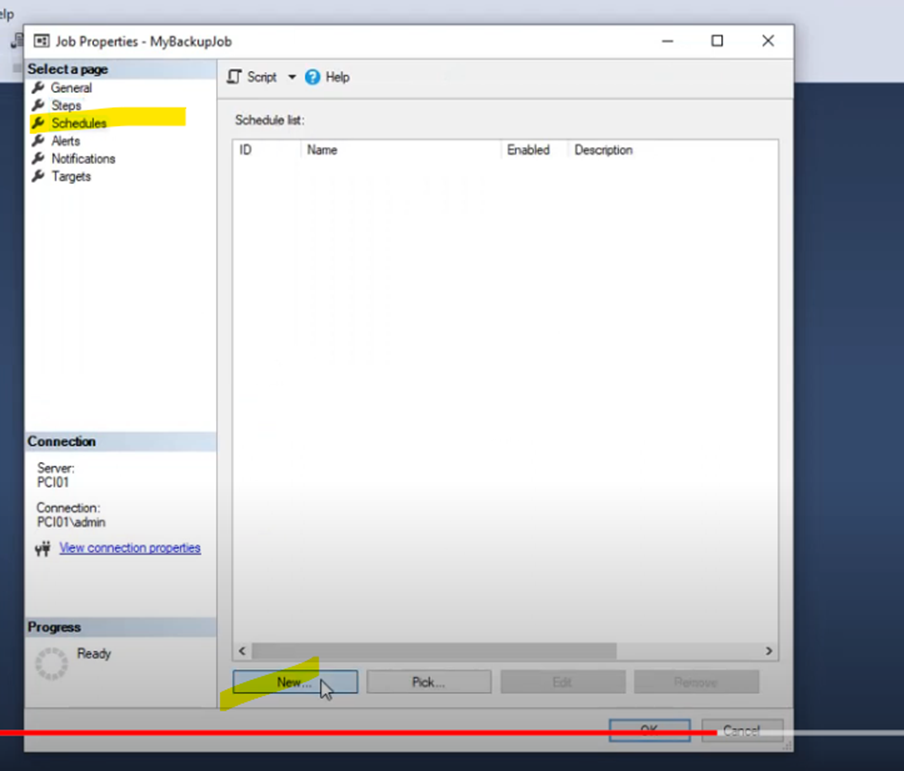 elp
Job Properties - MyBackupJob
Select a page
General
Steps
Schedules
Alerts
Notifications
Targets
Script Help
Schedule list:
ID Name Enabled Description
Connection
Server:
PCI01
Connection:
PCI01\admin
View connection properties
Progress
Ready
New... Pick... Edit Remove
OK Cancel